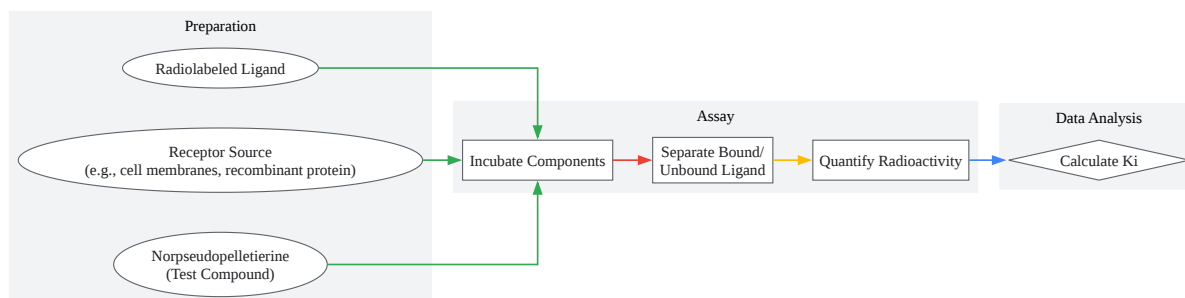 Preparation
Radiolabeled Ligand
Receptor Source
(e.g., cell membranes, recombinant protein)
Norpseudopelletierine
(Test Compound)
Assay
Incubate Components
Separate Bound/
Unbound Ligand
Quantify Radioactivity
Data Analysis
Calculate Ki